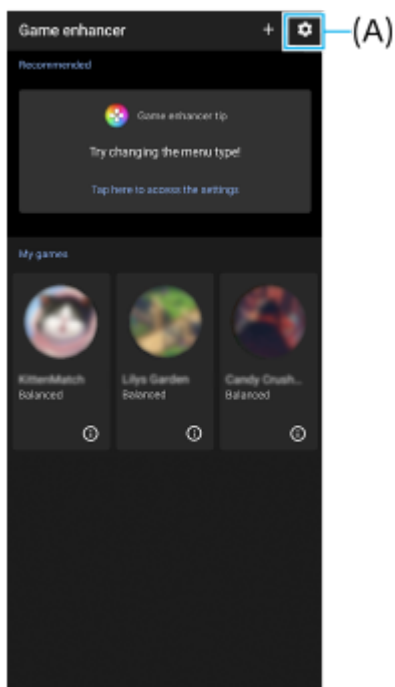 Game enhancer
(A)
Recommended
Game enhancer tip
Try changing the menu type!
Tap here to access the settings
My games
KittenMatch
Lilys Garden
Candy Crush...
Balanced
Balanced
Balanced